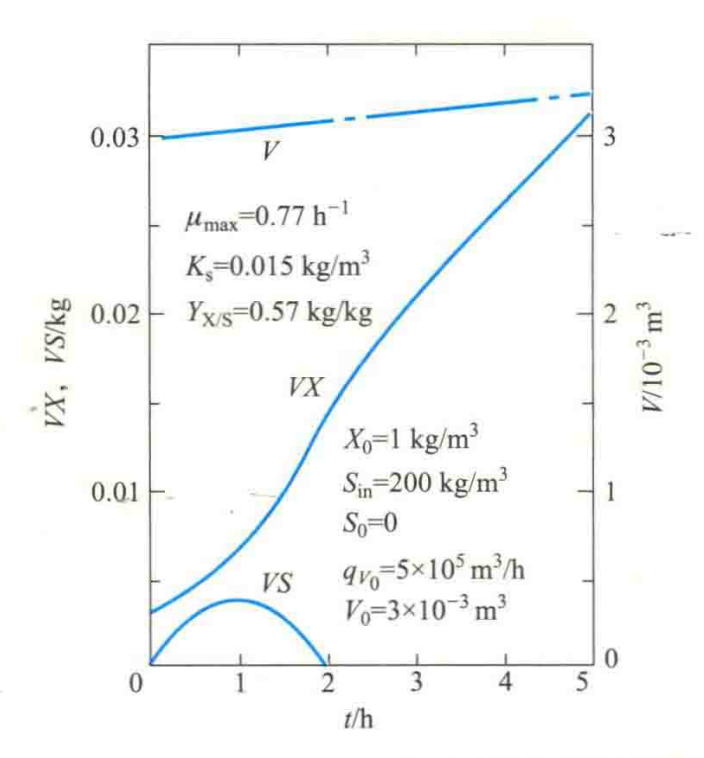 0.03
0.02
0.01
0
VX, VS/kg
3
2
1
0
V/10⁻³ m³
V
μmax=0.77 h⁻¹
Ks=0.015 kg/m³
YX/S=0.57 kg/kg
VX
X₀=1 kg/m³
Sin=200 kg/m³
S₀=0
VS
qV₀=5×10⁵ m³/h
V₀=3×10⁻³ m³
1
2
3
4
5
t/h